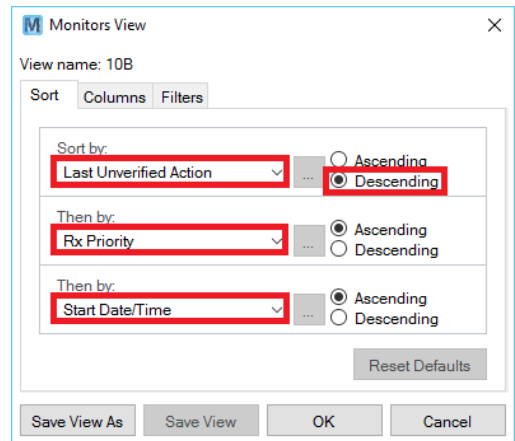 M Monitors View
View name: 10B
Sort Columns Filters
Sort by:
Last Unverified Action ... Ascending
Descending
Then by:
Rx Priority ... Ascending
Descending
Then by:
Start Date/Time ... Ascending
Descending
Reset Defaults
Save View As Save View OK Cancel